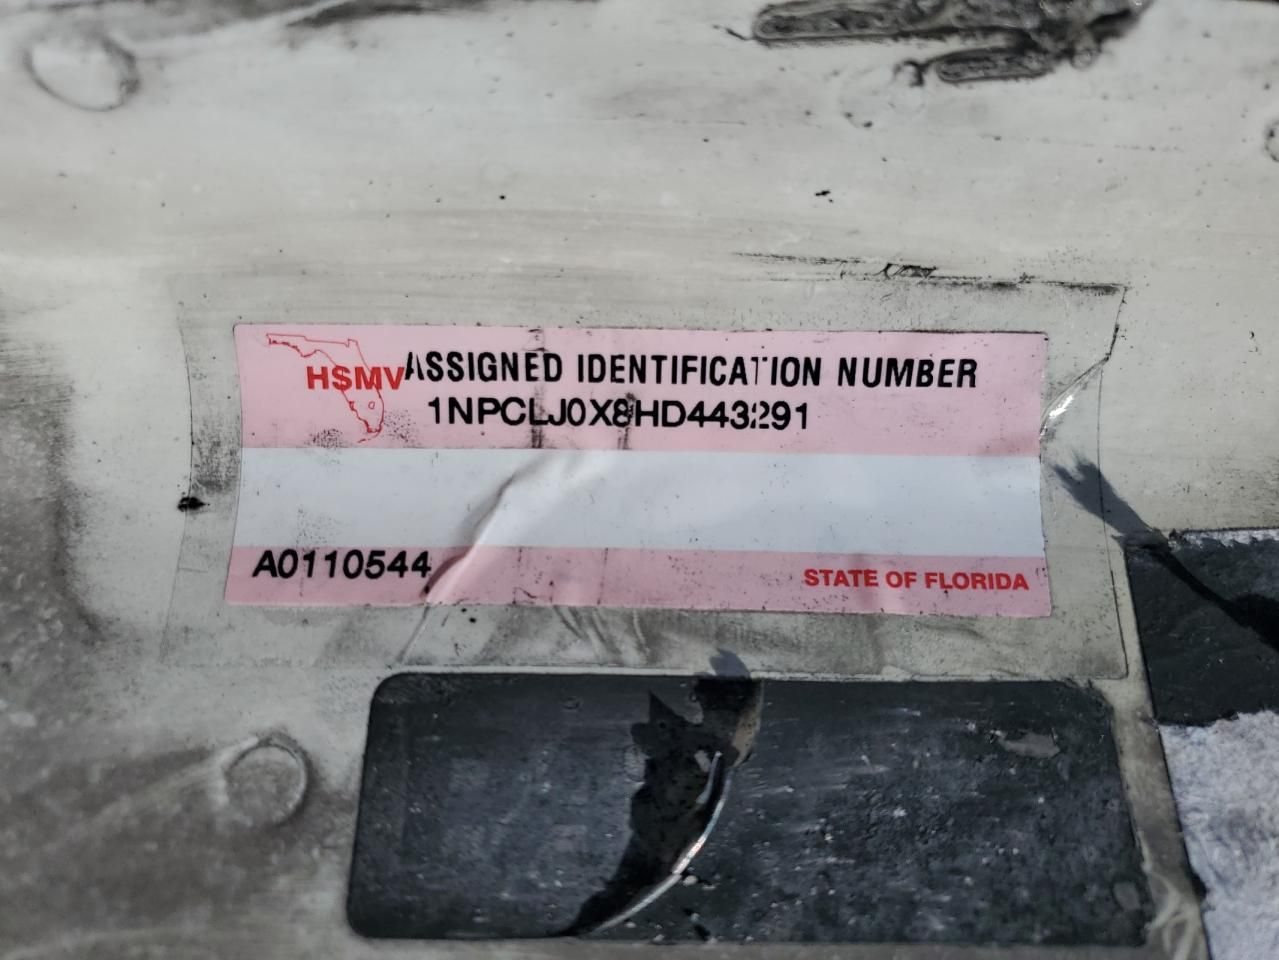 HSMV ASSIGNED IDENTIFICATION NUMBER
1NPCLJ0X8HD443291
A0110544
STATE OF FLORIDA